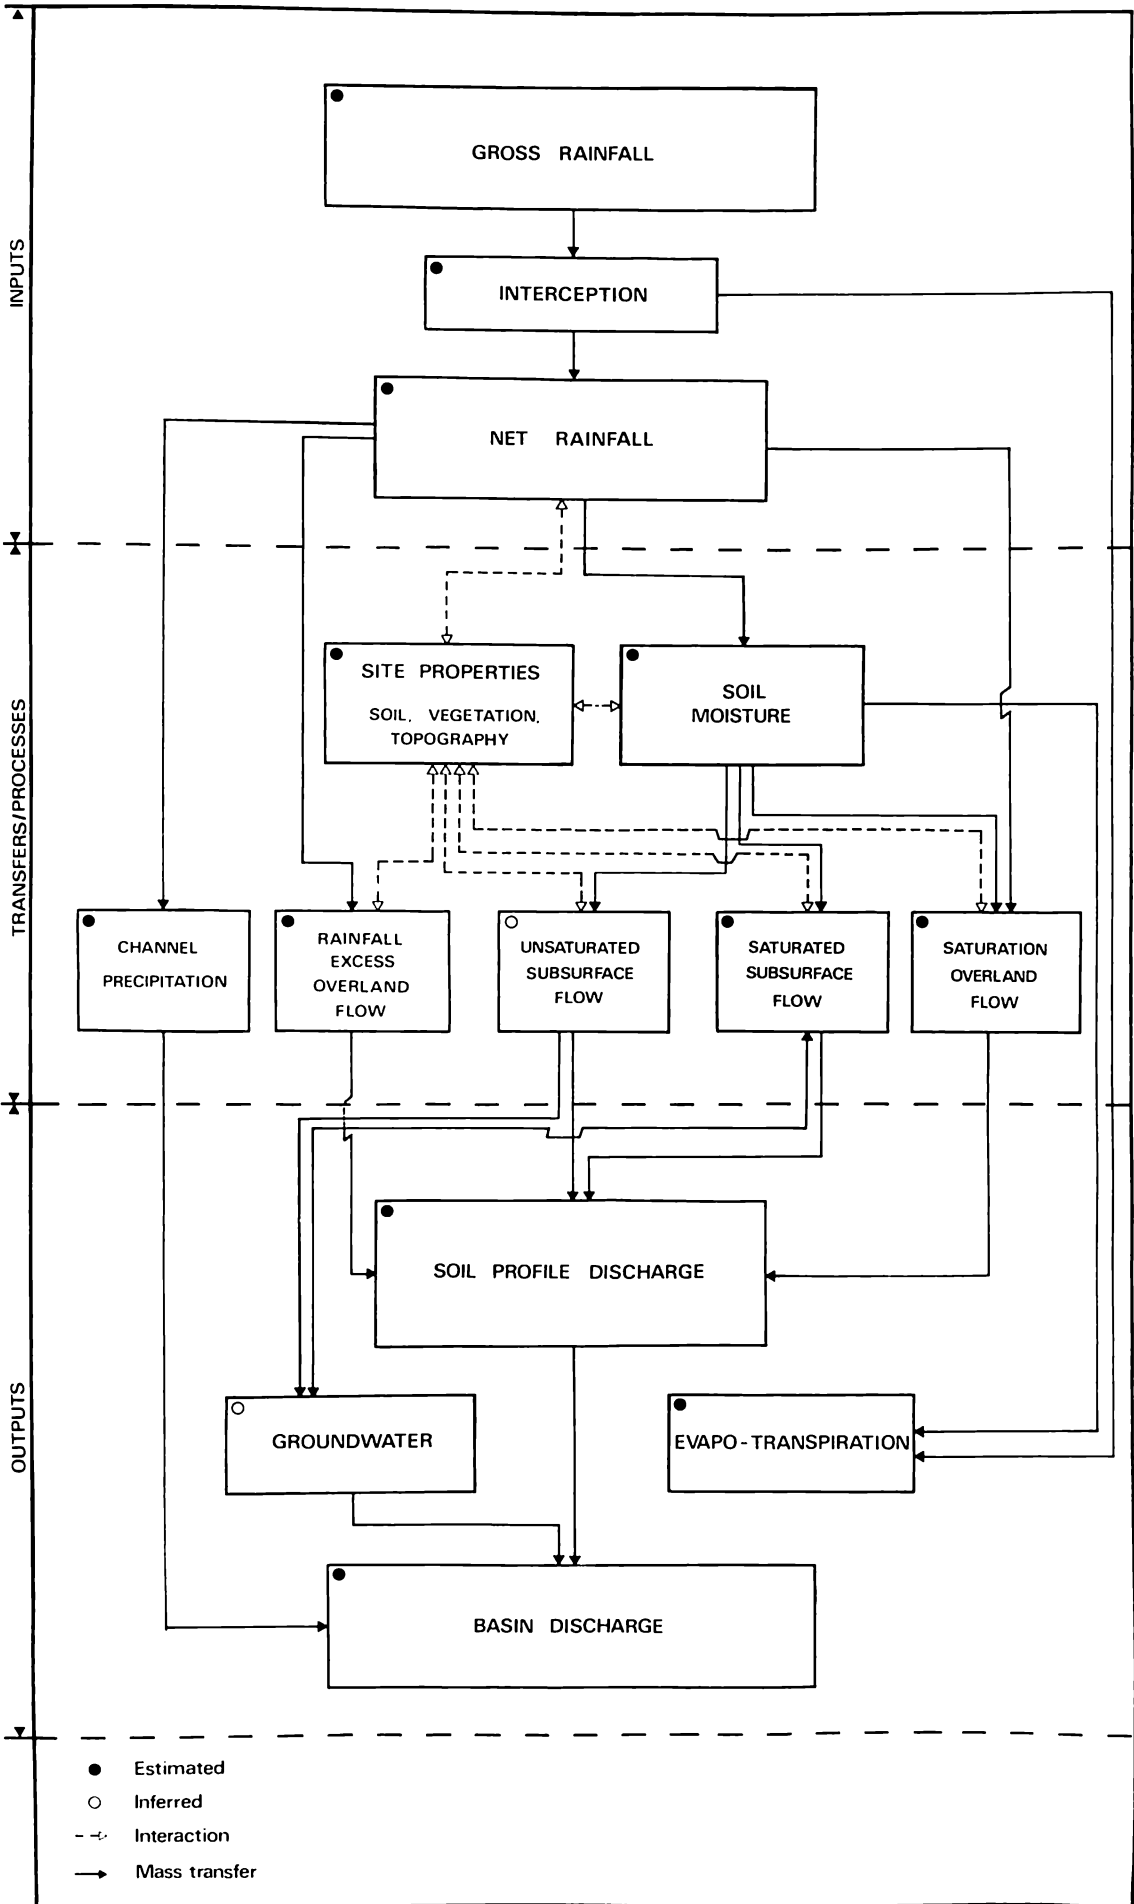 INPUTS
GROSS RAINFALL
INTERCEPTION
NET RAINFALL
TRANSFERS/PROCESSES
SITE PROPERTIES
SOIL, VEGETATION,
TOPOGRAPHY
SOIL
MOISTURE
CHANNEL
PRECIPITATION
RAINFALL
EXCESS
OVERLAND
FLOW
UNSATURATED
SUBSURFACE
FLOW
SATURATED
SUBSURFACE
FLOW
SATURATION
OVERLAND
FLOW
OUTPUTS
SOIL PROFILE DISCHARGE
GROUNDWATER
EVAPO-TRANSPIRATION
BASIN DISCHARGE
Estimated
Inferred
Interaction
Mass transfer